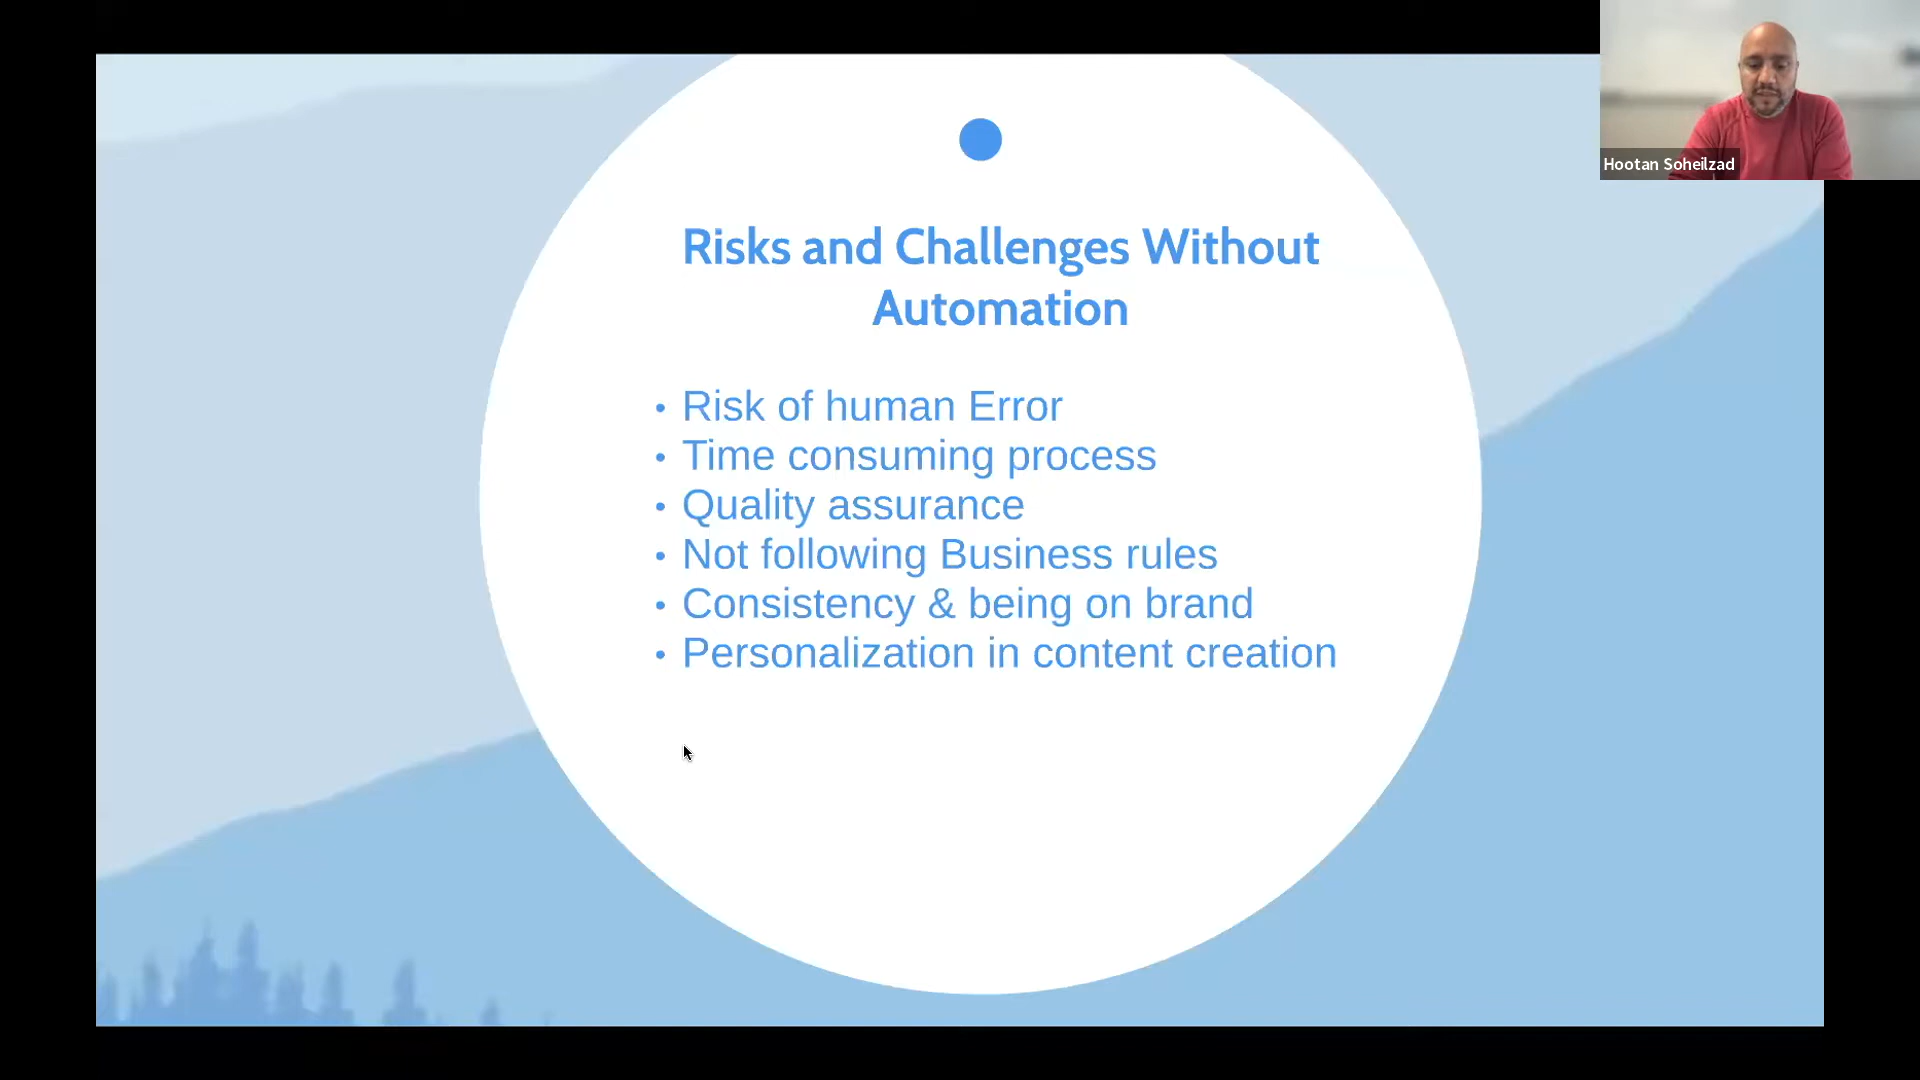 Hootan Soheilzad
Risks and Challenges Without
Automation
• Risk of human Error
• Time consuming process
• Quality assurance
• Not following Business rules
• Consistency & being on brand
• Personalization in content creation